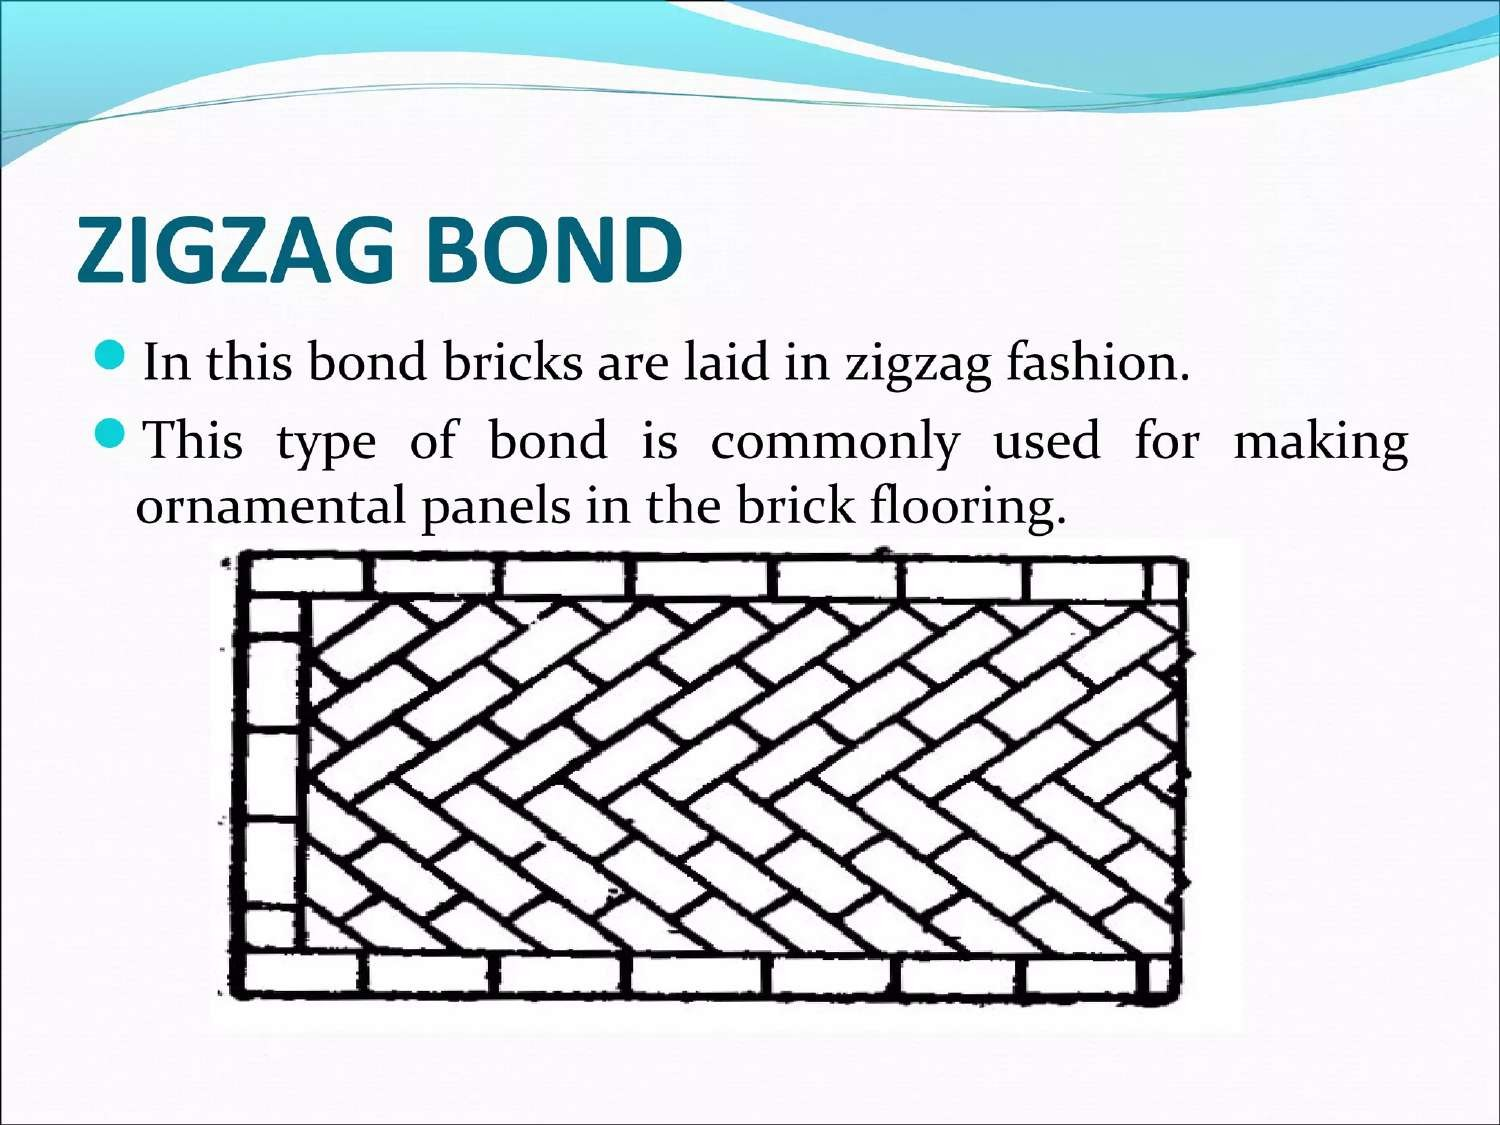 ZIGZAG BOND
In this bond bricks are laid in zigzag fashion.
This type of bond is commonly used for making
ornamental panels in the brick flooring.